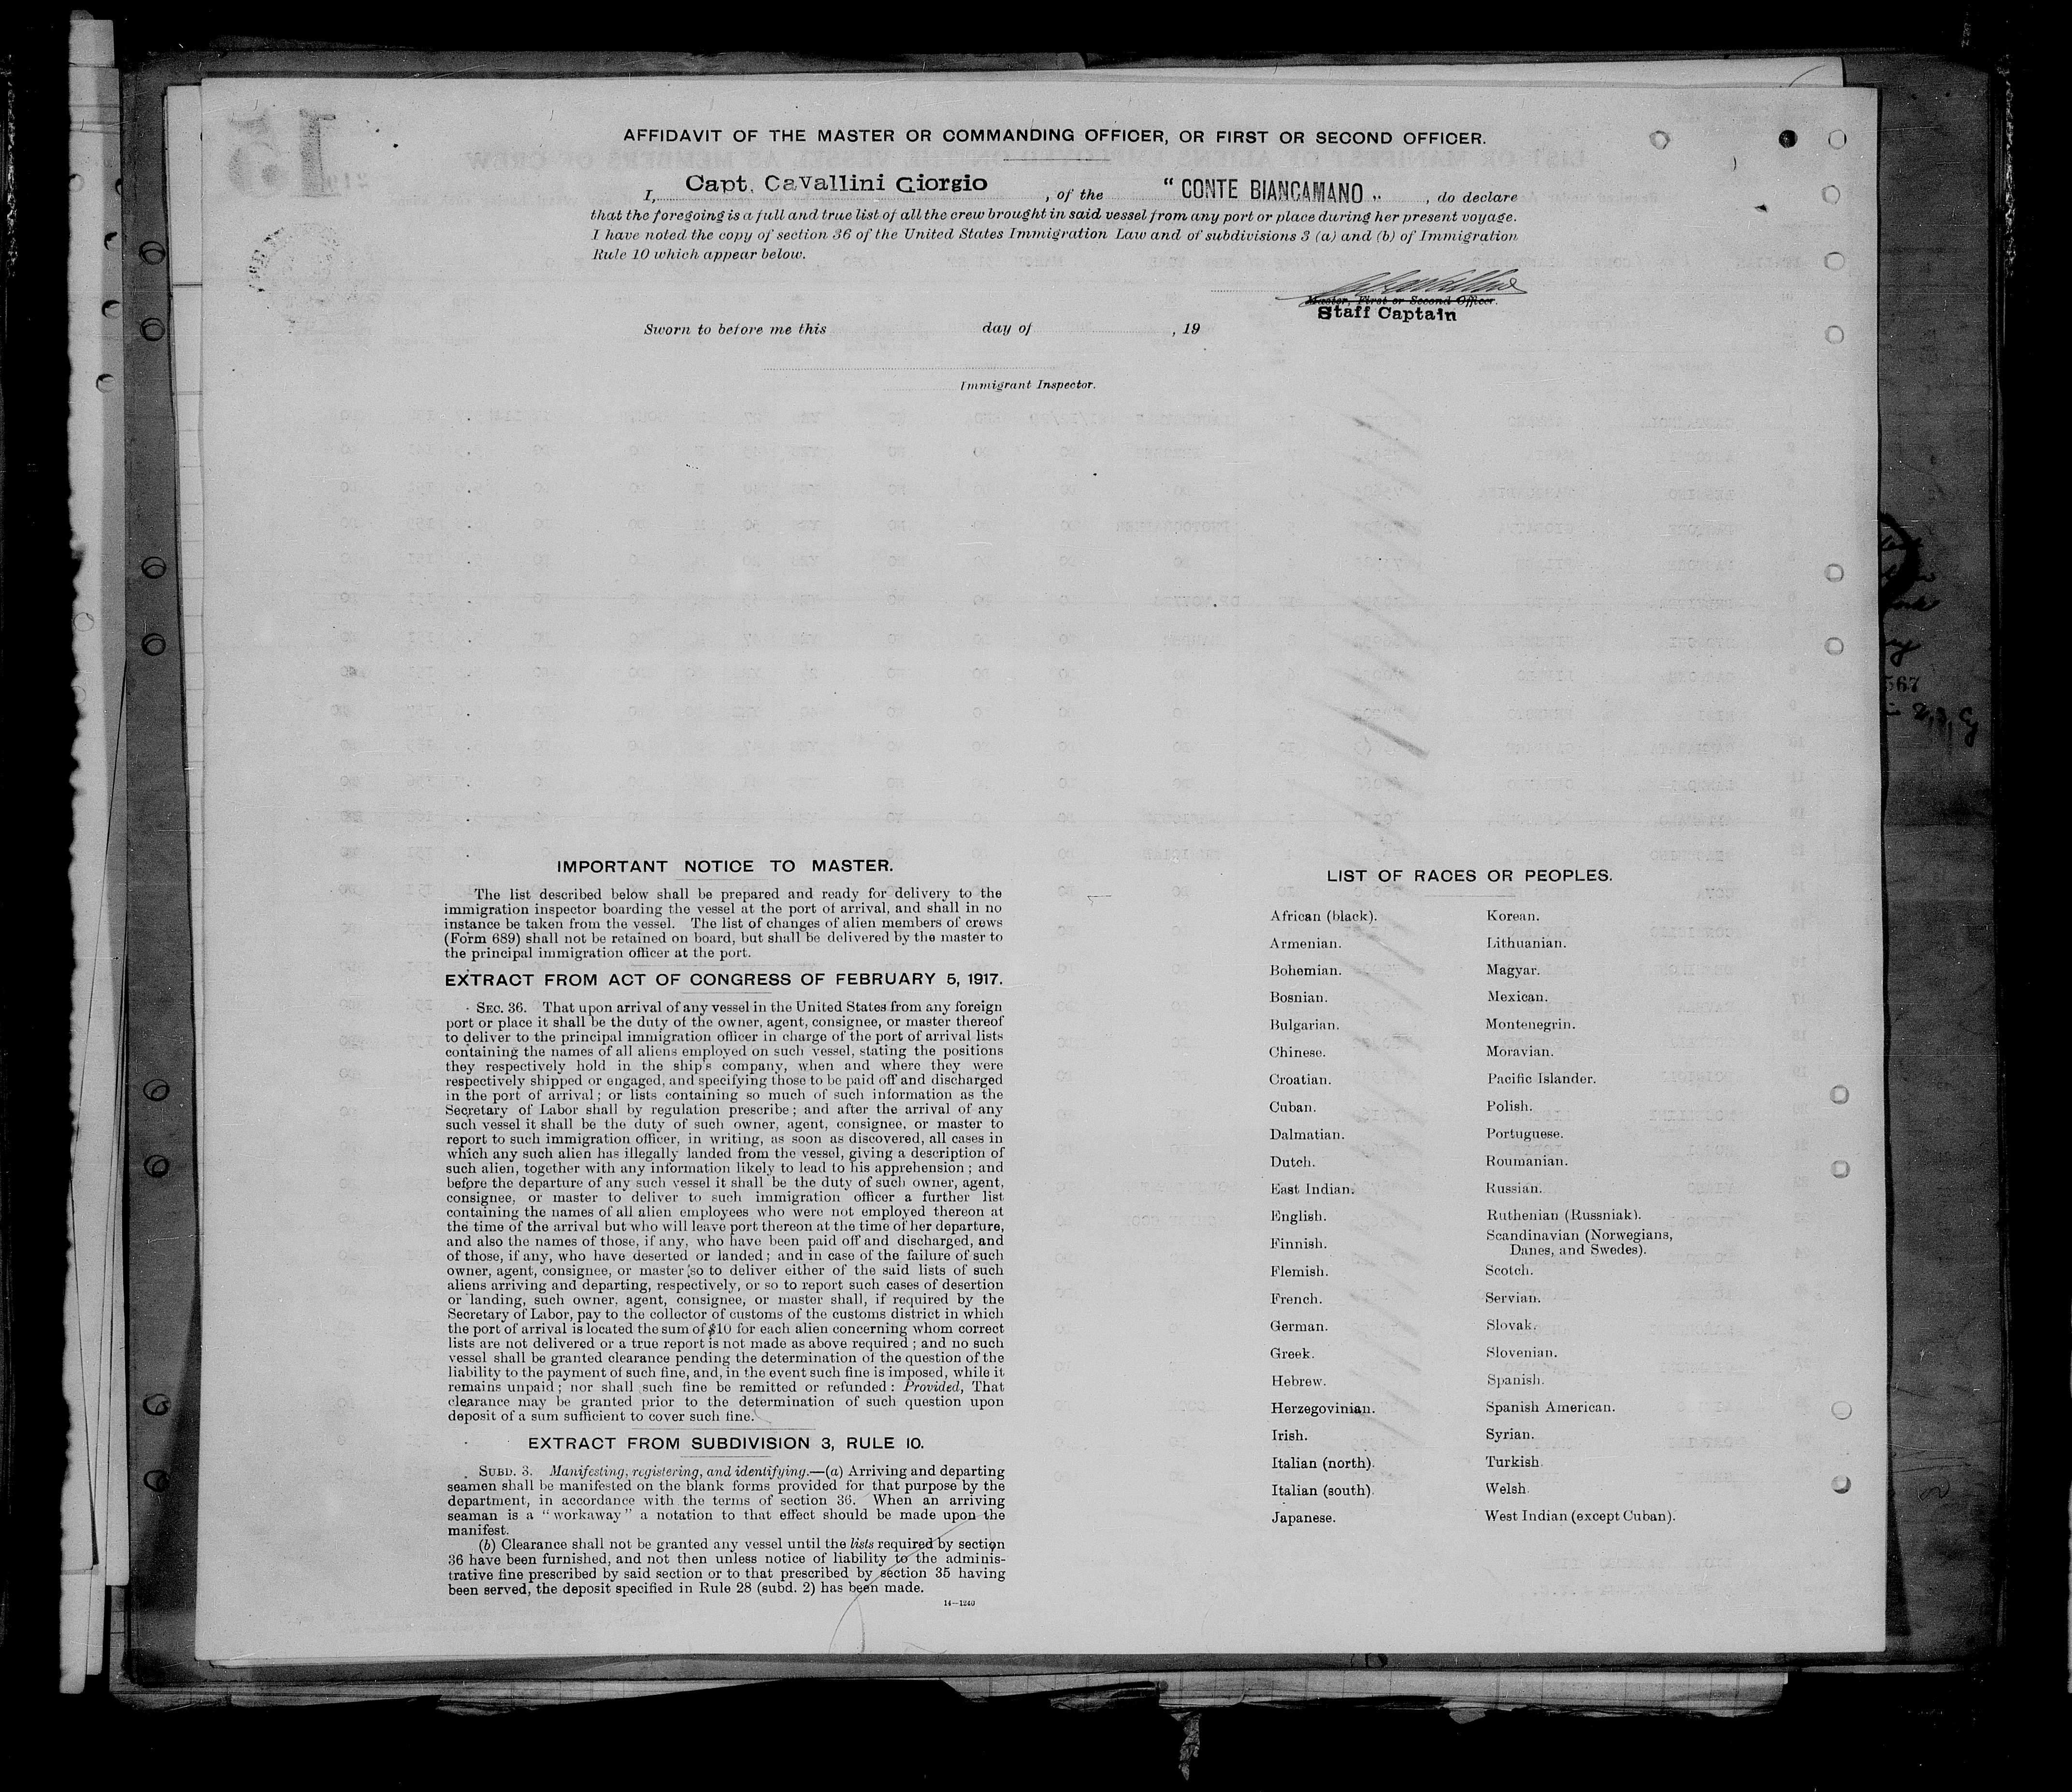 AFFIDAVIT OF THE MASTER OR COMMANDING OFFICER, OR FIRST OR SECOND OFFICER.
I, Capt. Cavallini Giorgio, of the "CONTE BIANCAMANO", do declare
that the foregoing is a full and true list of all the crew brought in said vessel from any port or place during her present voyage.
I have noted the copy of section 36 of the United States Immigration Law and of subdivisions 3 (a) and (b) of Immigration
Rule 10 which appear below.
Master, First or Second Officer.
Staff Captain
Sworn to before me this day of , 19
Immigrant Inspector.
IMPORTANT NOTICE TO MASTER.
The list described below shall be prepared and ready for delivery to the
immigration inspector boarding the vessel at the port of arrival, and shall in no
instance be taken from the vessel. The list of changes of alien members of crews
(Form 689) shall not be retained on board, but shall be delivered by the master to
the principal immigration officer at the port.
EXTRACT FROM ACT OF CONGRESS OF FEBRUARY 5, 1917.
SEC. 36. That upon arrival of any vessel in the United States from any foreign
port or place it shall be the duty of the owner, agent, consignee, or master thereof
to deliver to the principal immigration officer in charge of the port of arrival lists
containing the names of all aliens employed on such vessel, stating the positions
they respectively hold in the ship's company, when and where they were
respectively shipped or engaged, and specifying those to be paid off and discharged
in the port of arrival; or lists containing so much of such information as the
Secretary of Labor shall by regulation prescribe; and after the arrival of any
such vessel it shall be the duty of such owner, agent, consignee, or master to
report to such immigration officer, in writing, as soon as discovered, all cases in
which any such alien has illegally landed from the vessel, giving a description of
such alien, together with any information likely to lead to his apprehension; and
before the departure of any such vessel it shall be the duty of such owner, agent,
consignee, or master to deliver to such immigration officer a further list
containing the names of all alien employees who were not employed thereon at
the time of the arrival but who will leave port thereon at the time of her departure,
and also the names of those, if any, who have been paid off and discharged, and
of those, if any, who have deserted or landed; and in case of the failure of such
owner, agent, consignee, or master so to deliver either of the said lists of such
aliens arriving and departing, respectively, or so to report such cases of desertion
or landing, such owner, agent, consignee, or master shall, if required by the
Secretary of Labor, pay to the collector of customs of the customs district in which
the port of arrival is located the sum of $10 for each alien concerning whom correct
lists are not delivered or a true report is not made as above required; and no such
vessel shall be granted clearance pending the determination of the question of the
liability to the payment of such fine, and, in the event such fine is imposed, while it
remains unpaid; nor shall such fine be remitted or refunded: Provided, That
clearance may be granted prior to the determination of such question upon
deposit of a sum sufficient to cover such fine.
EXTRACT FROM SUBDIVISION 3, RULE 10.
SUBD. 3. Manifesting, registering, and identifying.—(a) Arriving and departing
seamen shall be manifested on the blank forms provided for that purpose by the
department, in accordance with the terms of section 36. When an arriving
seaman is a "workaway" a notation to that effect should be made upon the
manifest.
(b) Clearance shall not be granted any vessel until the lists required by section
36 have been furnished, and not then unless notice of liability to the adminis-
trative fine prescribed by said section or to that prescribed by section 35 having
been served, the deposit specified in Rule 28 (subd. 2) has been made.
14—1240
LIST OF RACES OR PEOPLES.
African (black).
Armenian.
Bohemian.
Bosnian.
Bulgarian.
Chinese.
Croatian.
Cuban.
Dalmatian.
Dutch.
East Indian.
English.
Finnish.
Flemish.
French.
German.
Greek.
Hebrew.
Herzegovinian.
Irish.
Italian (north).
Italian (south).
Japanese.
Korean.
Lithuanian.
Magyar.
Mexican.
Montenegrin.
Moravian.
Pacific Islander.
Polish.
Portuguese.
Roumanian.
Russian.
Ruthenian (Russniak).
Scandinavian (Norwegians,
Danes, and Swedes).
Scotch.
Servian.
Slovak.
Slovenian.
Spanish.
Spanish American.
Syrian.
Turkish.
Welsh.
West Indian (except Cuban).
567